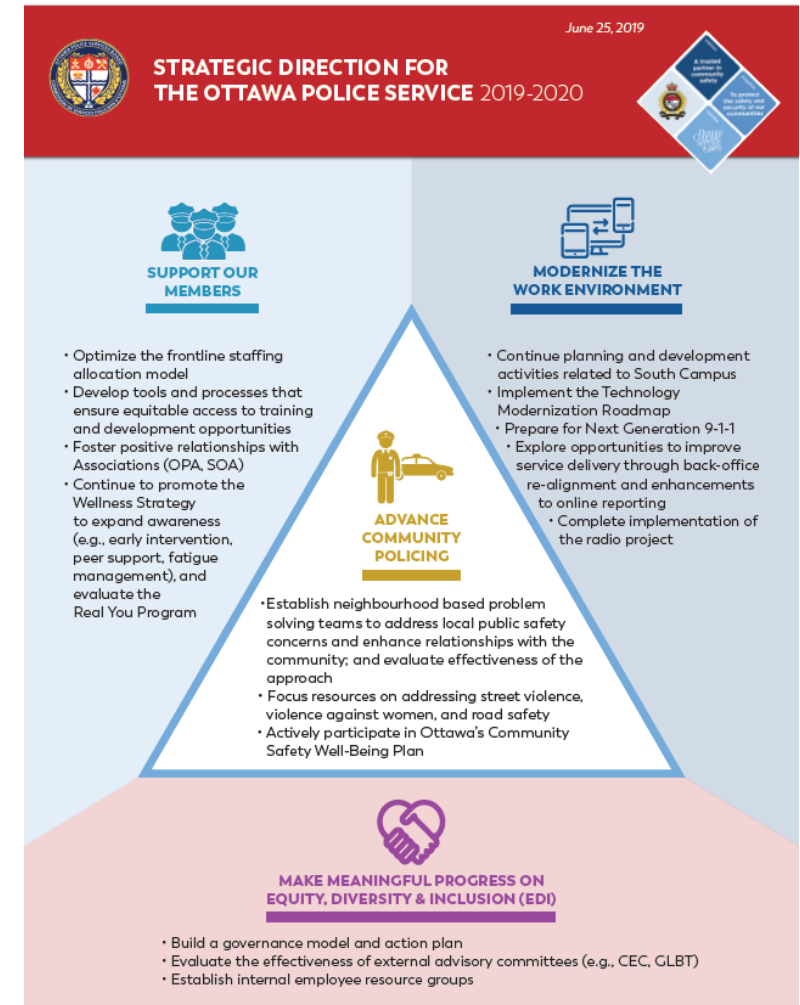 June 25, 2019
STRATEGIC DIRECTION FOR
THE OTTAWA POLICE SERVICE 2019-2020
A trusted
partner in
community
safety
To protect
the safety and
security of our
communities
SUPPORT OUR
MEMBERS
• Optimize the frontline staffing
allocation model
• Develop tools and processes that
ensure equitable access to training
and development opportunities
• Foster positive relationships with
Associations (OPA, SOA)
• Continue to promote the
Wellness Strategy
to expand awareness
(e.g., early intervention,
peer support, fatigue
management), and
evaluate the
Real You Program
MODERNIZE THE
WORK ENVIRONMENT
• Continue planning and development
activities related to South Campus
• Implement the Technology
Modernization Roadmap
• Prepare for Next Generation 9-1-1
• Explore opportunities to improve
service delivery through back-office
re-alignment and enhancements
to online reporting
• Complete implementation of
the radio project
ADVANCE
COMMUNITY
POLICING
•Establish neighbourhood based problem
solving teams to address local public safety
concerns and enhance relationships with the
community; and evaluate effectiveness of the
approach
• Focus resources on addressing street violence,
violence against women, and road safety
• Actively participate in Ottawa's Community
Safety Well-Being Plan
MAKE MEANINGFUL PROGRESS ON
EQUITY, DIVERSITY & INCLUSION (EDI)
• Build a governance model and action plan
• Evaluate the effectiveness of external advisory committees (e.g., CEC, GLBT)
• Establish internal employee resource groups